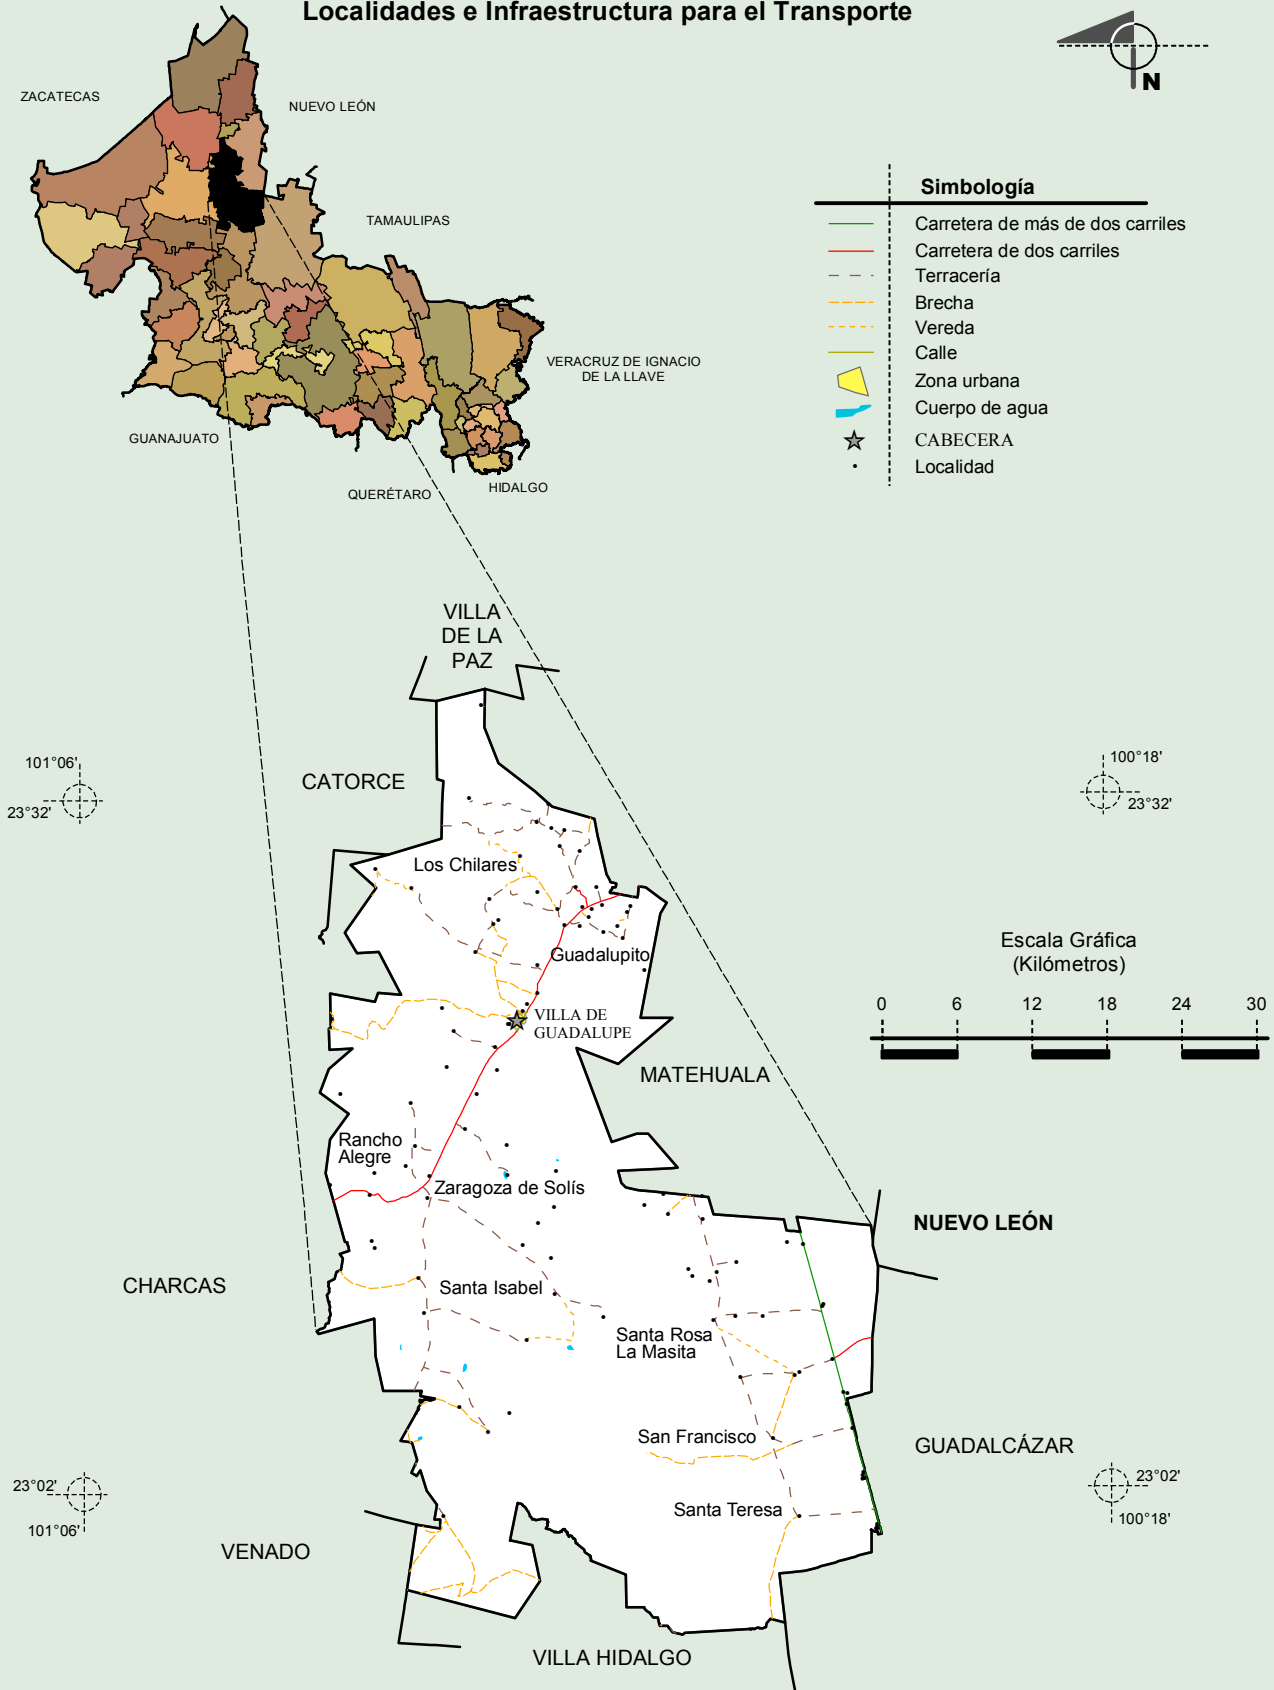 Localidades e Infraestructura para el Transporte
N
ZACATECAS
NUEVO LEÓN
TAMAULIPAS
VERACRUZ DE IGNACIO
DE LA LLAVE
GUANAJUATO
QUERÉTARO
HIDALGO
Simbología
Carretera de más de dos carriles
Carretera de dos carriles
Terracería
Brecha
Vereda
Calle
Zona urbana
Cuerpo de agua
CABECERA
Localidad
VILLA
DE LA
PAZ
101°06'
23°32'
CATORCE
100°18'
23°32'
Los Chilares
Guadalupito
VILLA DE
GUADALUPE
Escala Gráfica
(Kilómetros)
0 6 12 18 24 30
MATEHUALA
Rancho
Alegre
Zaragoza de Solís
NUEVO LEÓN
CHARCAS
Santa Isabel
Santa Rosa
La Masita
San Francisco
GUADALCÁZAR
Santa Teresa
23°02'
101°06'
23°02'
100°18'
VENADO
VILLA HIDALGO